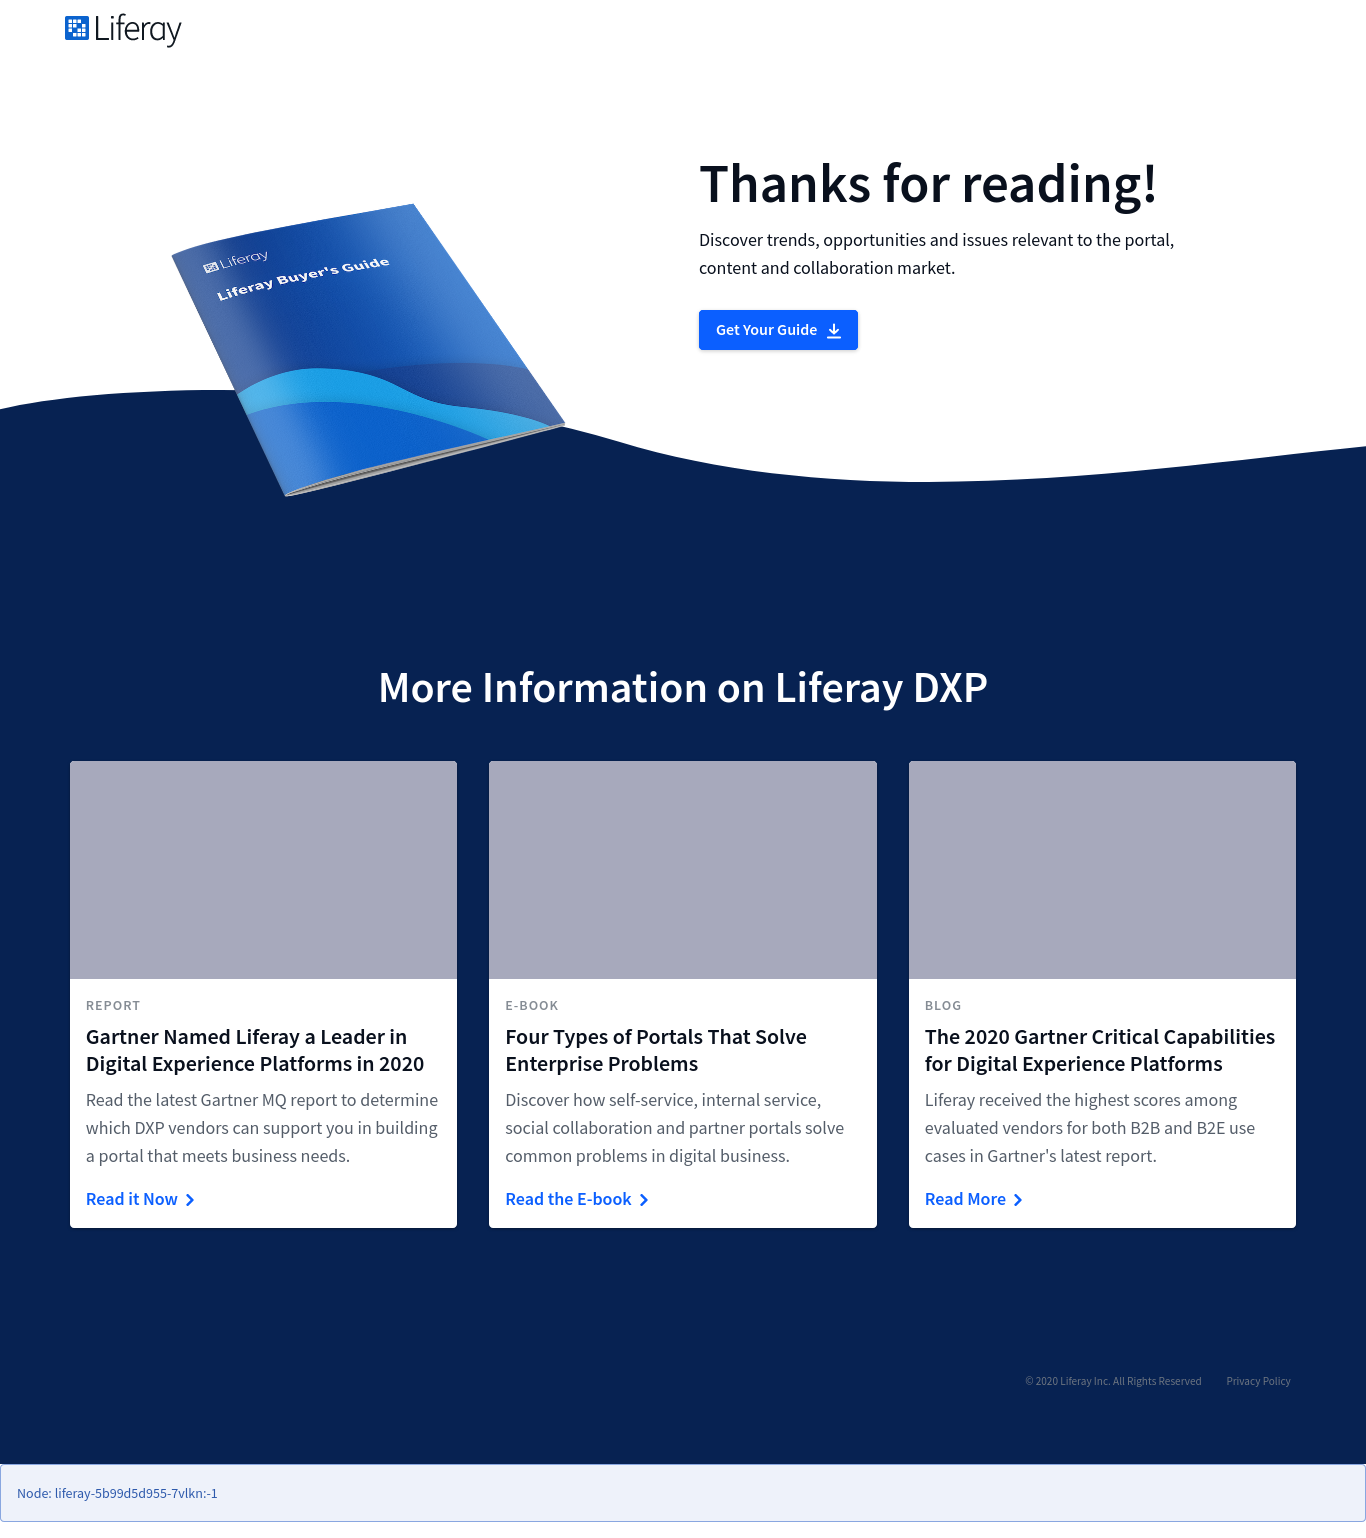 Liferay
Thanks for reading!
Discover trends, opportunities and issues relevant to the portal,
content and collaboration market.
Get Your Guide
Liferay
Liferay Buyer's Guide
More Information on Liferay DXP
REPORT
Gartner Named Liferay a Leader in
Digital Experience Platforms in 2020
Read the latest Gartner MQ report to determine
which DXP vendors can support you in building
a portal that meets business needs.
Read it Now
E-BOOK
Four Types of Portals That Solve
Enterprise Problems
Discover how self-service, internal service,
social collaboration and partner portals solve
common problems in digital business.
Read the E-book
BLOG
The 2020 Gartner Critical Capabilities
for Digital Experience Platforms
Liferay received the highest scores among
evaluated vendors for both B2B and B2E use
cases in Gartner's latest report.
Read More
© 2020 Liferay Inc. All Rights Reserved
Privacy Policy
Node: liferay-5b99d5d955-7vlkn:-1